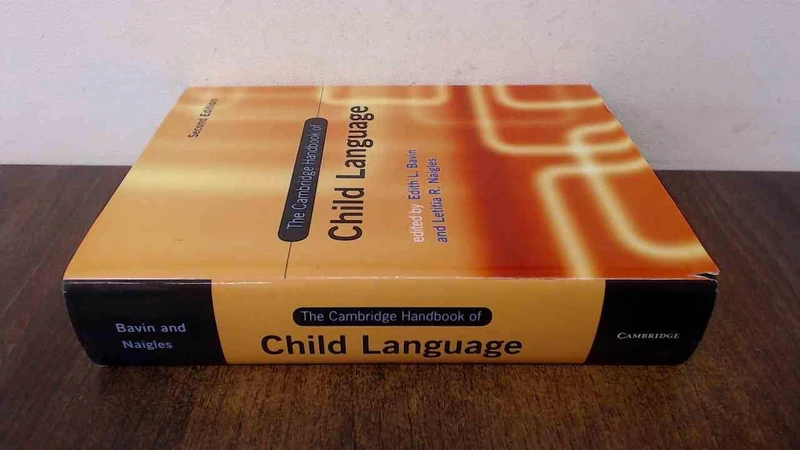 Second Edition
The Cambridge Handbook of
Child Language
edited by Edith L. Bavin
and Letitia R. Naigles
Bavin and
Naigles
The Cambridge Handbook of
Child Language
CAMBRIDGE